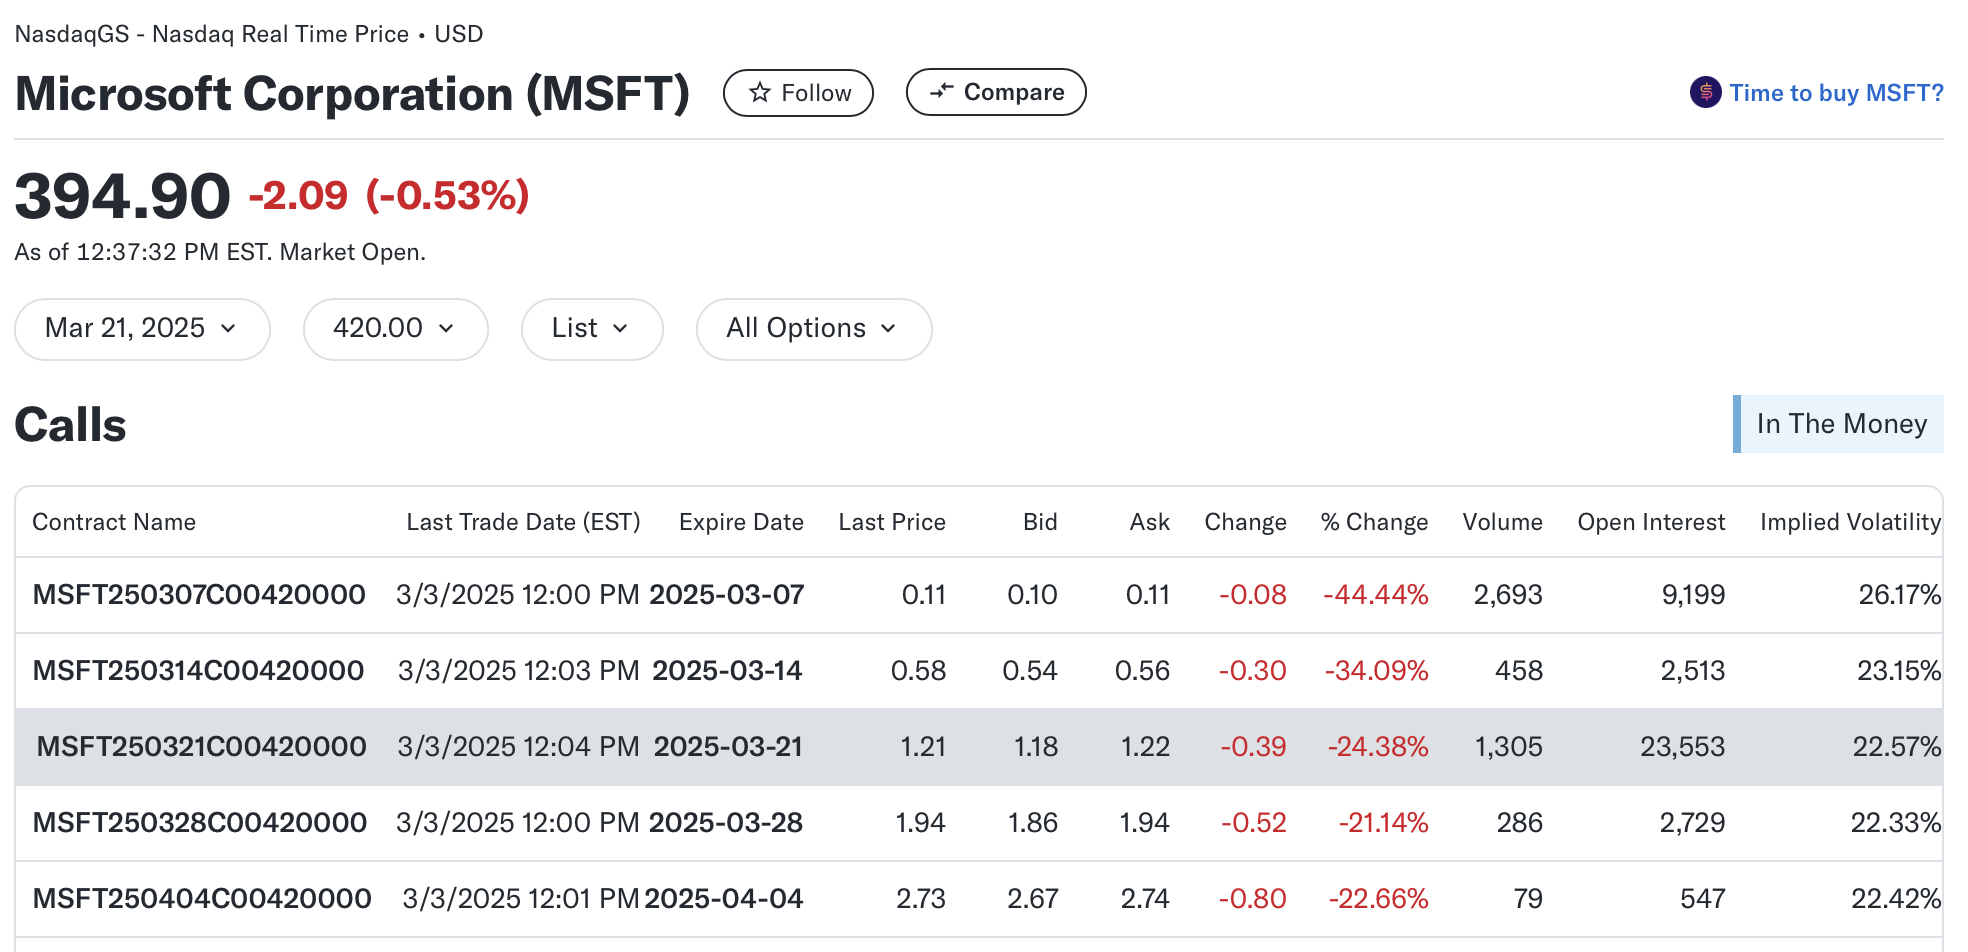 NasdaqGS - Nasdaq Real Time Price • USD
Microsoft Corporation (MSFT) Follow Compare Time to buy MSFT?
394.90 -2.09 (-0.53%)
As of 12:37:32 PM EST. Market Open.
Mar 21, 2025 420.00 List All Options
Calls In The Money
Contract Name Last Trade Date (EST) Expire Date Last Price Bid Ask Change % Change Volume Open Interest Implied Volatility
MSFT250307C00420000 3/3/2025 12:00 PM 2025-03-07 0.11 0.10 0.11 -0.08 -44.44% 2,693 9,199 26.17%
MSFT250314C00420000 3/3/2025 12:03 PM 2025-03-14 0.58 0.54 0.56 -0.30 -34.09% 458 2,513 23.15%
MSFT250321C00420000 3/3/2025 12:04 PM 2025-03-21 1.21 1.18 1.22 -0.39 -24.38% 1,305 23,553 22.57%
MSFT250328C00420000 3/3/2025 12:00 PM 2025-03-28 1.94 1.86 1.94 -0.52 -21.14% 286 2,729 22.33%
MSFT250404C00420000 3/3/2025 12:01 PM 2025-04-04 2.73 2.67 2.74 -0.80 -22.66% 79 547 22.42%